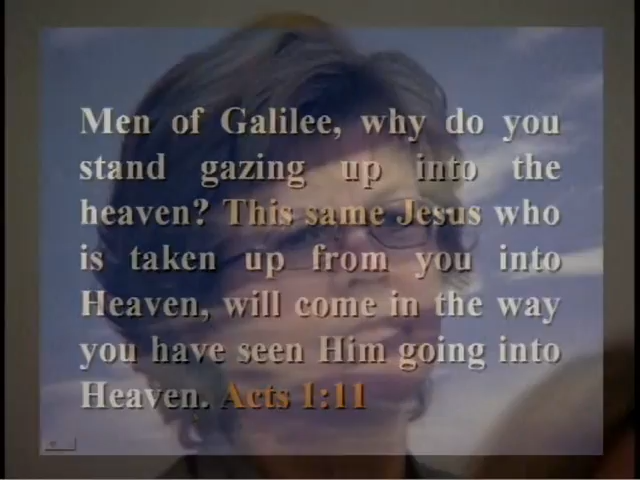 Men of Galilee, why do you
stand gazing up into the
heaven? This same Jesus who
is taken up from you into
Heaven, will come in the way
you have seen Him going into
Heaven. Acts 1:11